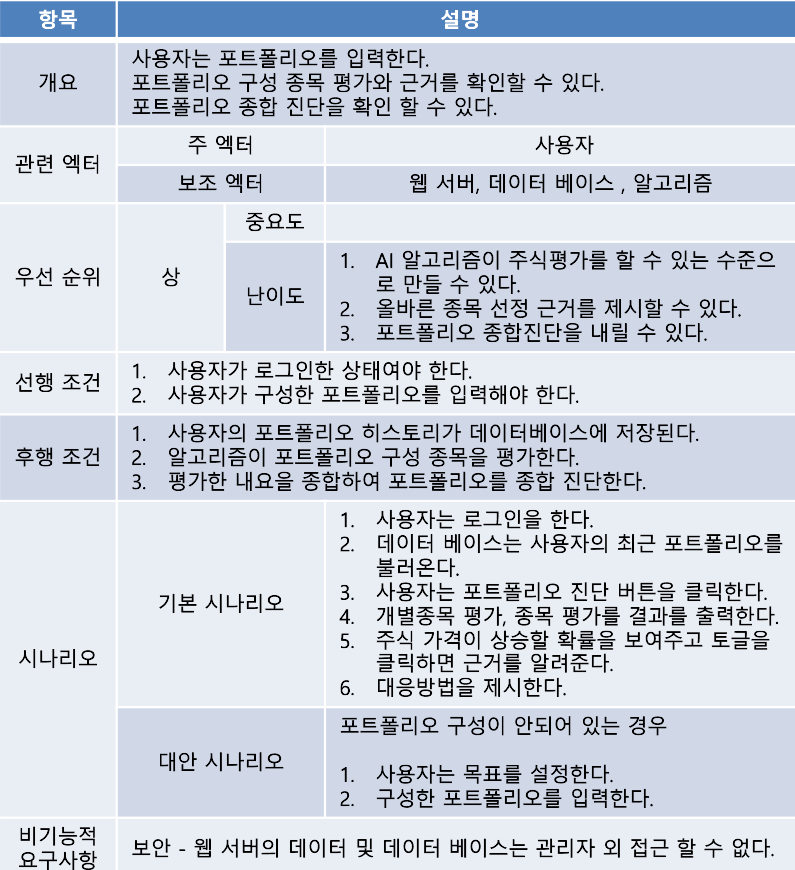 항목
설명
개요
사용자는 포트폴리오를 입력한다.
포트폴리오 구성 종목 평가와 근거를 확인할 수 있다.
포트폴리오 종합 진단을 확인 할 수 있다.
관련 엑터
주 엑터
사용자
보조 엑터
웹 서버, 데이터 베이스 , 알고리즘
우선 순위
상
중요도
난이도
1. AI 알고리즘이 주식평가를 할 수 있는 수준으
로 만들 수 있다.
2. 올바른 종목 선정 근거를 제시할 수 있다.
3. 포트폴리오 종합진단을 내릴 수 있다.
선행 조건
1. 사용자가 로그인한 상태여야 한다.
2. 사용자가 구성한 포트폴리오를 입력해야 한다.
후행 조건
1. 사용자의 포트폴리오 히스토리가 데이터베이스에 저장된다.
2. 알고리즘이 포트폴리오 구성 종목을 평가한다.
3. 평가한 내요을 종합하여 포트폴리오를 종합 진단한다.
시나리오
기본 시나리오
1. 사용자는 로그인을 한다.
2. 데이터 베이스는 사용자의 최근 포트폴리오를
불러온다.
3. 사용자는 포트폴리오 진단 버튼을 클릭한다.
4. 개별종목 평가, 종목 평가를 결과를 출력한다.
5. 주식 가격이 상승할 확률을 보여주고 토글을
클릭하면 근거를 알려준다.
6. 대응방법을 제시한다.
대안 시나리오
포트폴리오 구성이 안되어 있는 경우
1. 사용자는 목표를 설정한다.
2. 구성한 포트폴리오를 입력한다.
비기능적
요구사항
보안 - 웹 서버의 데이터 및 데이터 베이스는 관리자 외 접근 할 수 없다.